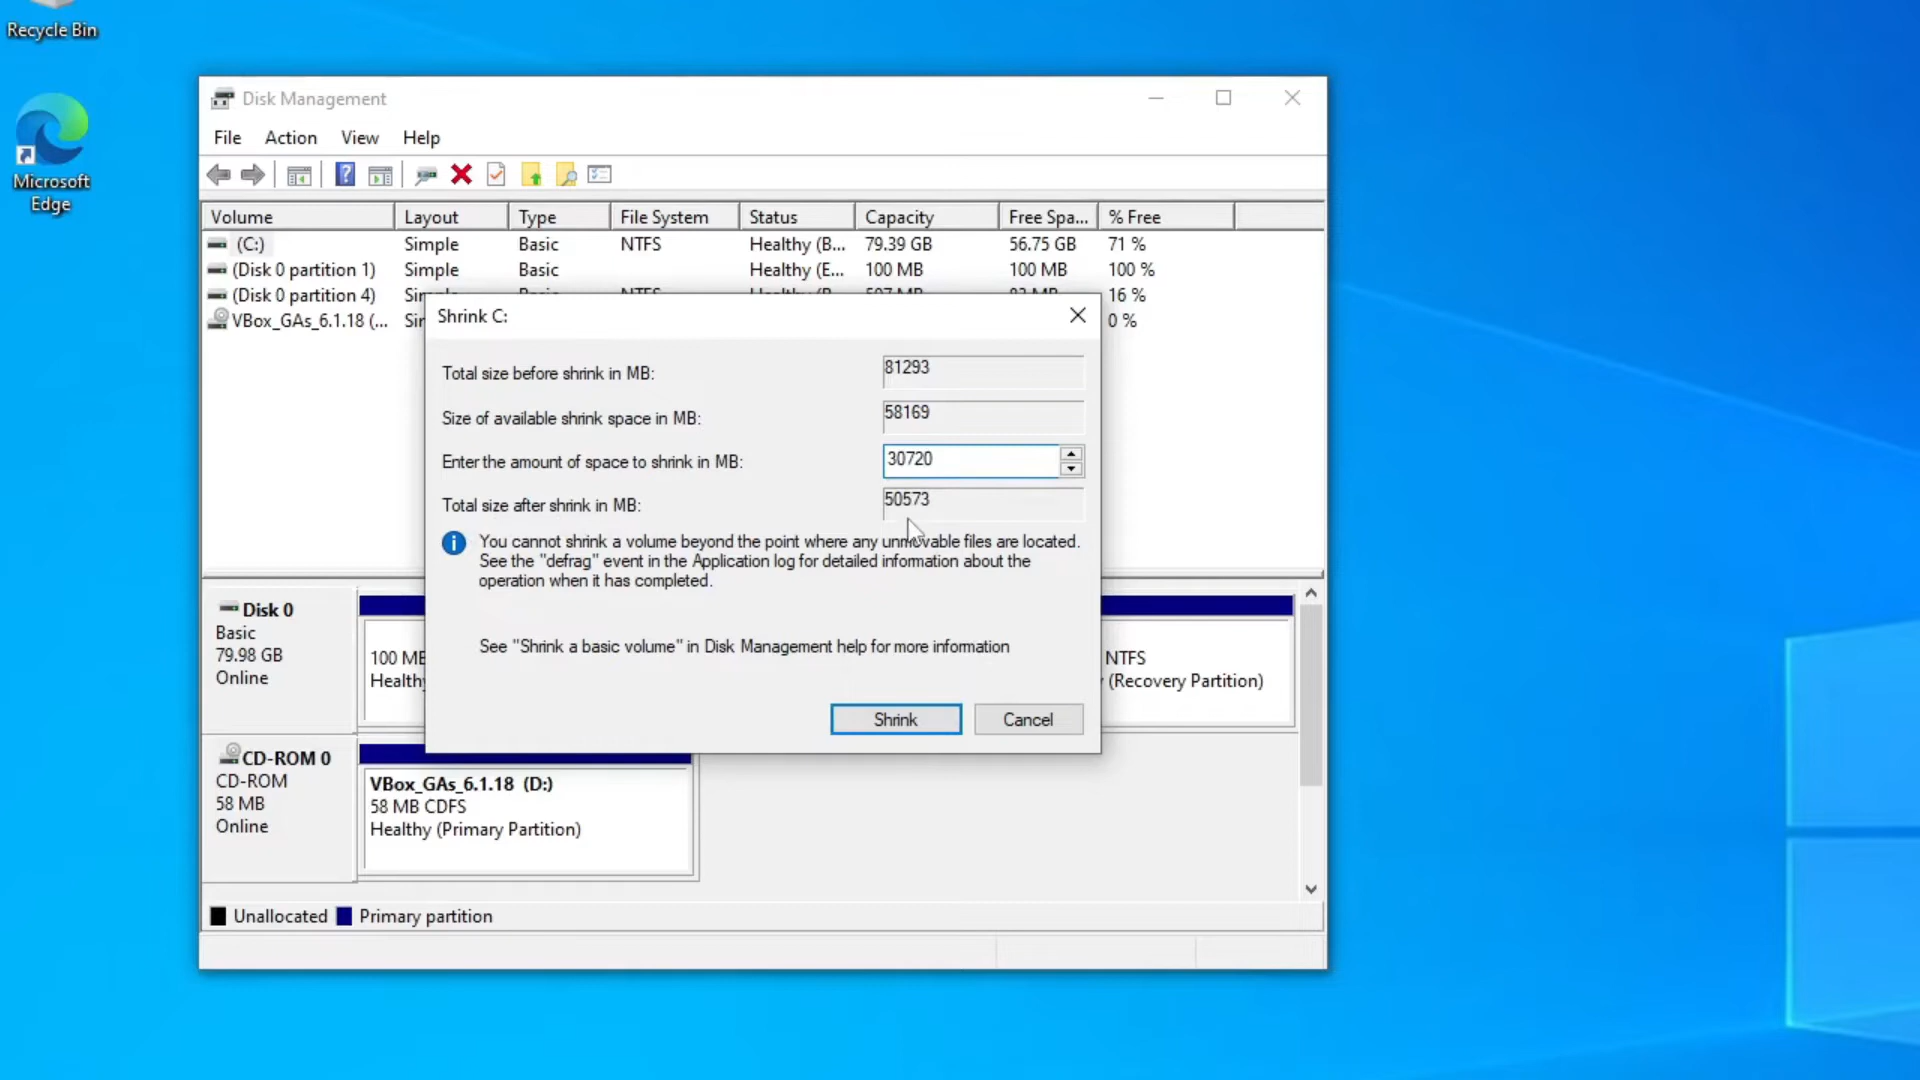 Recycle Bin
Microsoft
Edge
Disk Management
File Action View Help
Volume Layout Type File System Status Capacity Free Spa... % Free
(C:) Simple Basic NTFS Healthy (B... 79.39 GB 56.75 GB 71 %
(Disk 0 partition 1) Simple Basic Healthy (E... 100 MB 100 MB 100 %
(Disk 0 partition 4) 16 %
VBox_GAs_6.1.18 (... 0 %
Shrink C:
Total size before shrink in MB: 81293
Size of available shrink space in MB: 58169
Enter the amount of space to shrink in MB: 30720
Total size after shrink in MB: 50573
You cannot shrink a volume beyond the point where any unmovable files are located.
See the "defrag" event in the Application log for detailed information about the
operation when it has completed.
See "Shrink a basic volume" in Disk Management help for more information
Shrink Cancel
Disk 0
Basic
79.98 GB
Online
100 MB
Healthy
NTFS
(Recovery Partition)
CD-ROM 0
CD-ROM
58 MB
Online
VBox_GAs_6.1.18 (D:)
58 MB CDFS
Healthy (Primary Partition)
Unallocated Primary partition